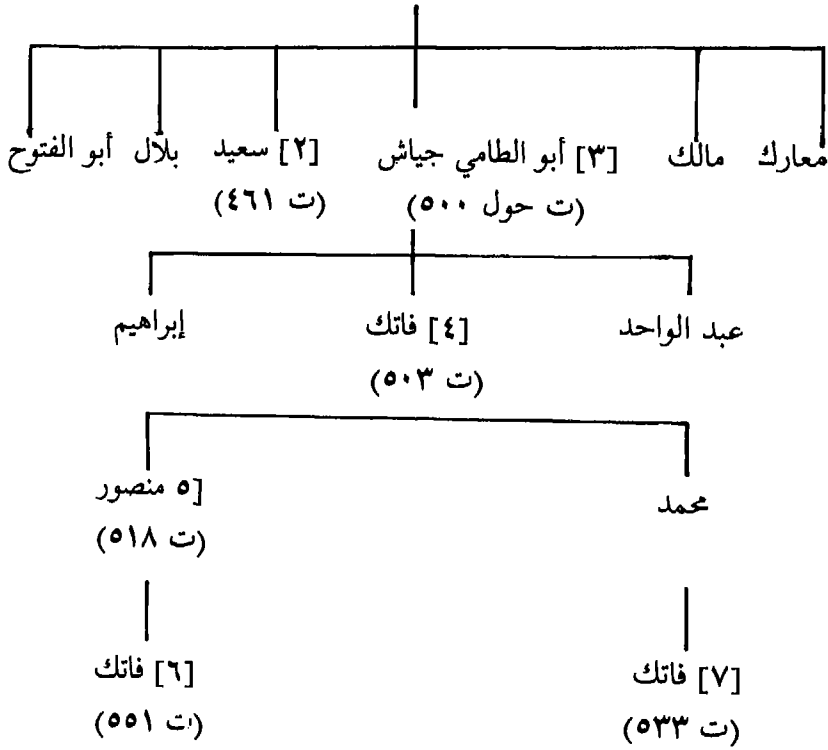 معارك مالك [٣] أبو الطامي جياش [٢] سعيد بلال أبو الفتوح
(ت حول ٥٠٠) (ت ٤٦١)
عبد الواحد [٤] فاتك إبراهيم
(ت ٥٠٣)
محمد [٥ منصور
(ت ٥١٨)
[٧] فاتك [٦] فاتك
(ت ٥٣٣) (ت ٥٥١)